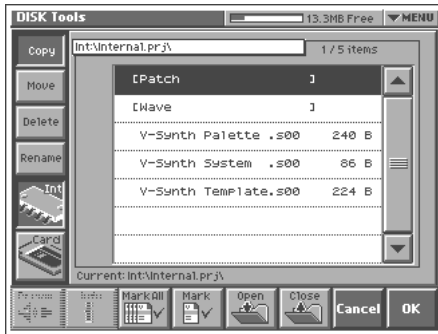 DISK Tools 13.3MB Free MENU
Copy Int:\Internal.prj\ 1/5 items
Move [Patch ]
[Wave ]
Delete V-Synth Palette .s00 240 B
Rename V-Synth System .s00 86 B
Int V-Synth Template.s00 224 B
Card
Current: Int:\Internal.prj\
Mark All Mark Open Close Cancel OK